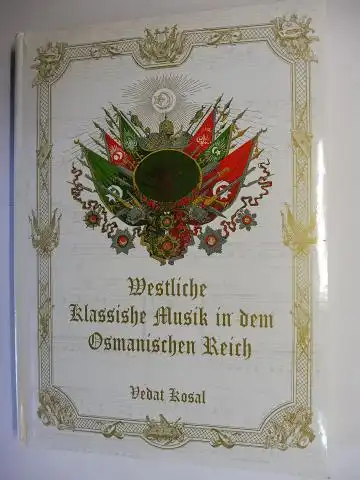 Westliche
Klassishe Musik in dem
Osmanischen Reich
Vedat Kosal